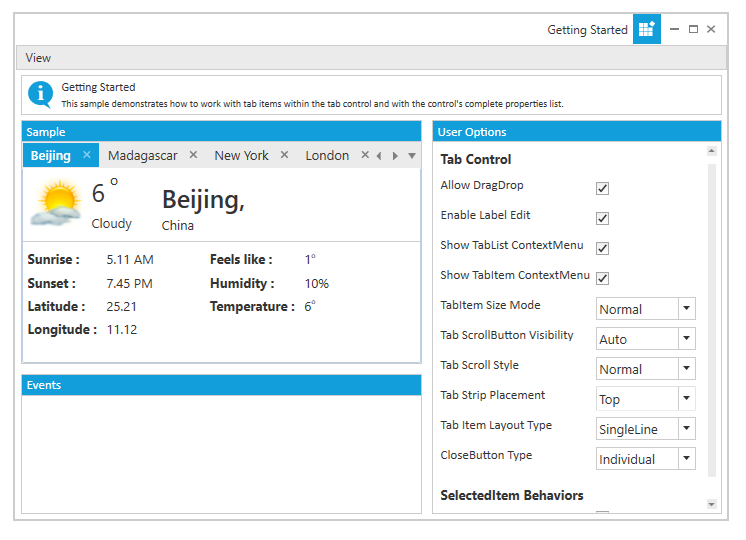 Getting Started
View
Getting Started
This sample demonstrates how to work with tab items within the tab control and with the control's complete properties list.
Sample
Beijing
Madagascar
New York
London
6 o
Cloudy
Beijing,
China
Sunrise : 5.11 AM
Feels like : 1°
Sunset : 7.45 PM
Humidity : 10%
Latitude : 25.21
Temperature : 6°
Longitude : 11.12
Events
User Options
Tab Control
Allow DragDrop
Enable Label Edit
Show TabList ContextMenu
Show TabItem ContextMenu
TabItem Size Mode Normal
Tab ScrollButton Visibility Auto
Tab Scroll Style Normal
Tab Strip Placement Top
Tab Item Layout Type SingleLine
CloseButton Type Individual
SelectedItem Behaviors